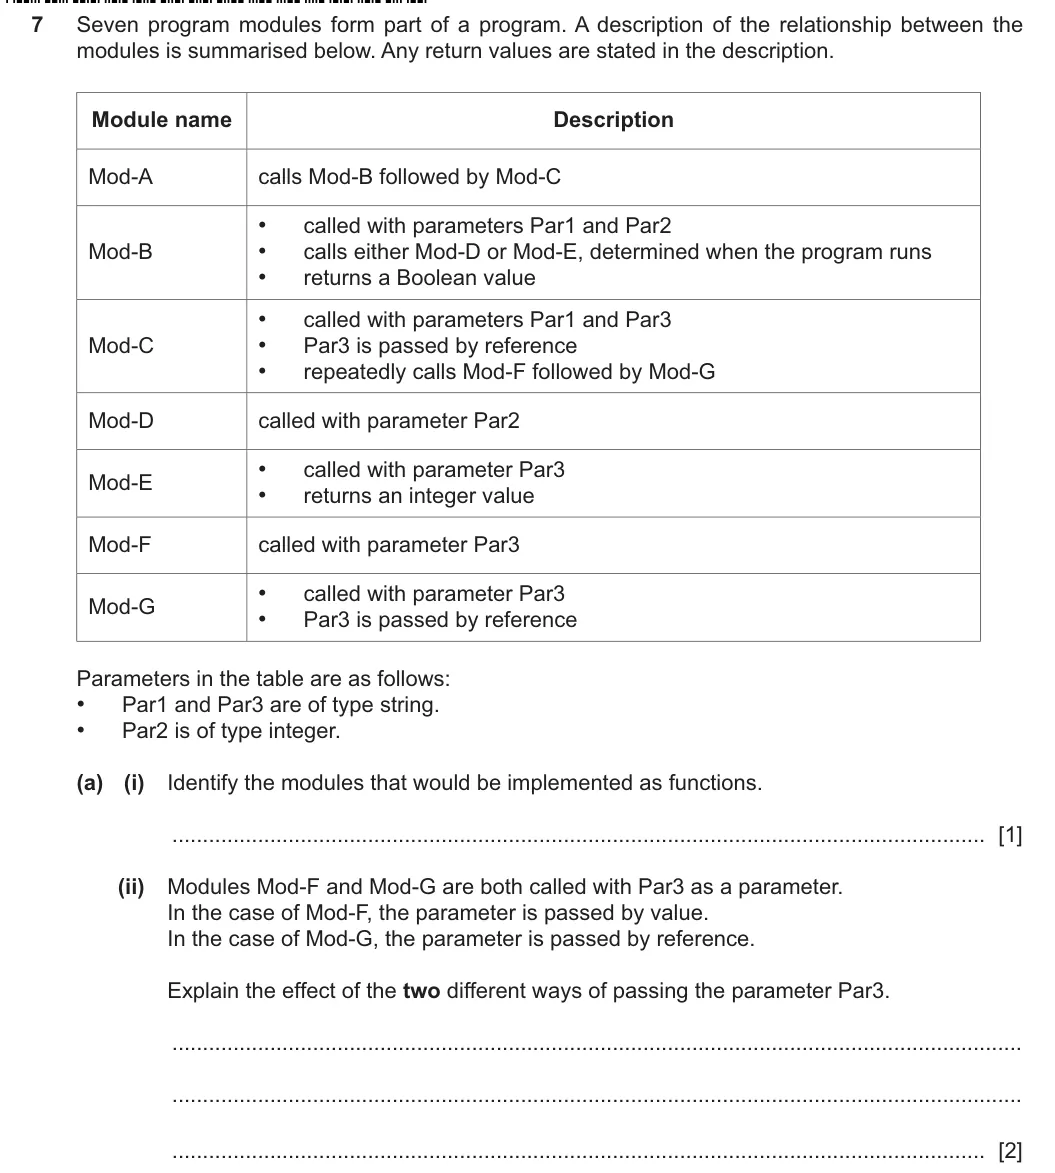 7 Seven program modules form part of a program. A description of the relationship between the
modules is summarised below. Any return values are stated in the description.
Module name Description
Mod-A calls Mod-B followed by Mod-C
Mod-B
• called with parameters Par1 and Par2
• calls either Mod-D or Mod-E, determined when the program runs
• returns a Boolean value
Mod-C
• called with parameters Par1 and Par3
• Par3 is passed by reference
• repeatedly calls Mod-F followed by Mod-G
Mod-D called with parameter Par2
Mod-E
• called with parameter Par3
• returns an integer value
Mod-F called with parameter Par3
Mod-G
• called with parameter Par3
• Par3 is passed by reference
Parameters in the table are as follows:
• Par1 and Par3 are of type string.
• Par2 is of type integer.
(a) (i) Identify the modules that would be implemented as functions.
[1]
(ii) Modules Mod-F and Mod-G are both called with Par3 as a parameter.
In the case of Mod-F, the parameter is passed by value.
In the case of Mod-G, the parameter is passed by reference.
Explain the effect of the two different ways of passing the parameter Par3.
[2]